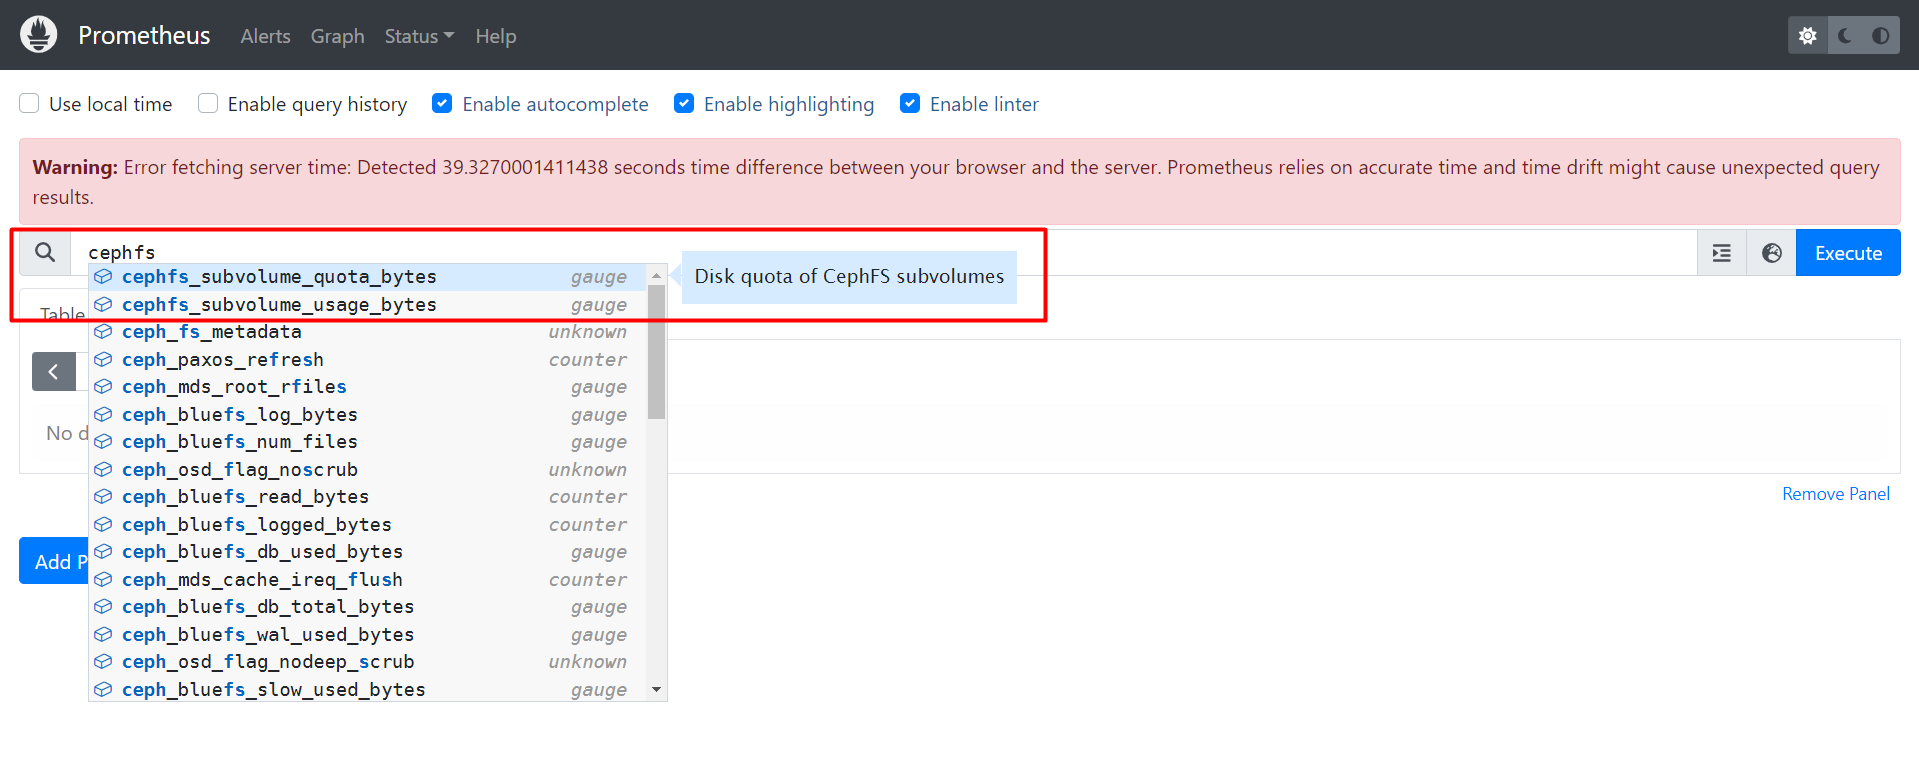 Prometheus Alerts Graph Status Help
Use local time Enable query history Enable autocomplete Enable highlighting Enable linter
Warning: Error fetching server time: Detected 39.3270001411438 seconds time difference between your browser and the server. Prometheus relies on accurate time and time drift might cause unexpected query
results.
cephfs
Execute
cephfs_subvolume_quota_bytes gauge
Disk quota of CephFS subvolumes
cephfs_subvolume_usage_bytes gauge
Table
ceph_fs_metadata unknown
ceph_paxos_refresh counter
ceph_mds_root_rfiles gauge
ceph_bluefs_log_bytes gauge
No d
ceph_bluefs_num_files gauge
ceph_osd_flag_noscrub unknown
ceph_bluefs_read_bytes counter
Remove Panel
ceph_bluefs_logged_bytes counter
ceph_bluefs_db_used_bytes gauge
Add P
ceph_mds_cache_ireq_flush counter
ceph_bluefs_db_total_bytes gauge
ceph_bluefs_wal_used_bytes gauge
ceph_osd_flag_nodeep_scrub unknown
ceph_bluefs_slow_used_bytes gauge